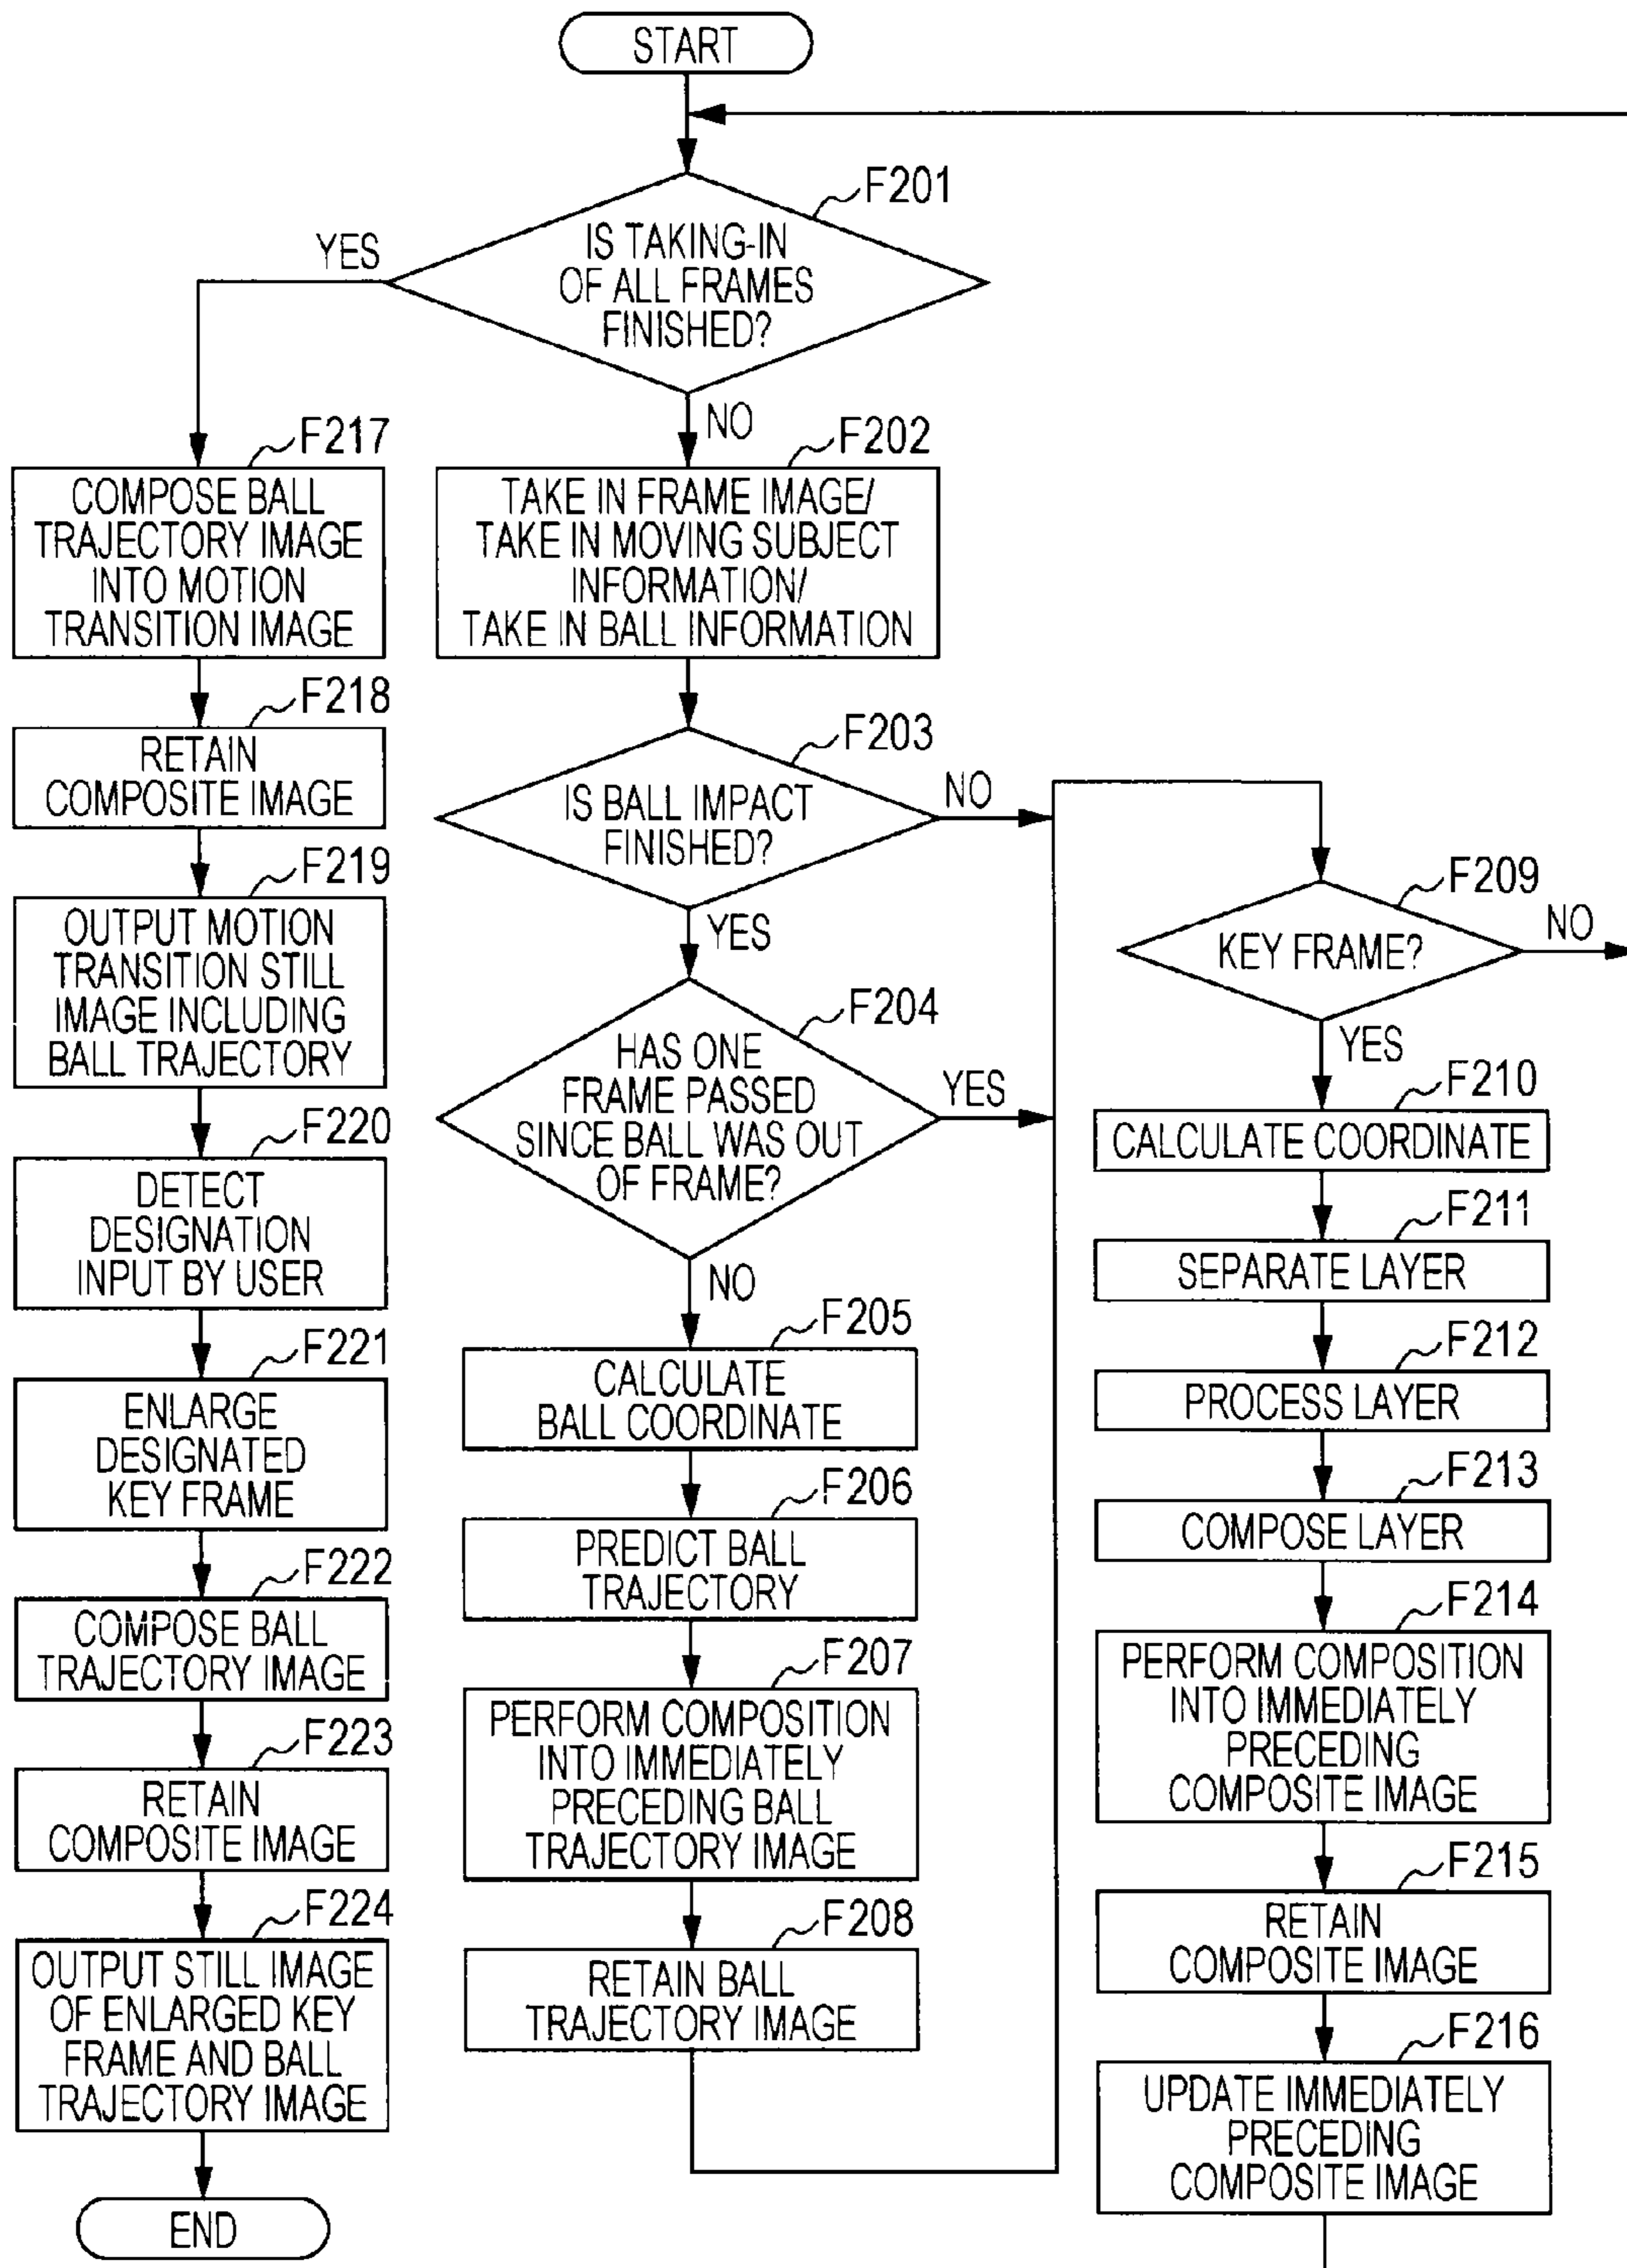 START
F201
IS TAKING-IN
OF ALL FRAMES
FINISHED?
YES
NO
F217
COMPOSE BALL
TRAJECTORY IMAGE
INTO MOTION
TRANSITION IMAGE
F218
RETAIN
COMPOSITE IMAGE
F219
OUTPUT MOTION
TRANSITION STILL
IMAGE INCLUDING
BALL TRAJECTORY
F220
DETECT
DESIGNATION
INPUT BY USER
F221
ENLARGE
DESIGNATED
KEY FRAME
F222
COMPOSE BALL
TRAJECTORY IMAGE
F223
RETAIN
COMPOSITE IMAGE
F224
OUTPUT STILL IMAGE
OF ENLARGED KEY
FRAME AND BALL
TRAJECTORY IMAGE
END
F202
TAKE IN FRAME IMAGE/
TAKE IN MOVING SUBJECT
INFORMATION/
TAKE IN BALL INFORMATION
F203
IS BALL IMPACT
FINISHED?
NO
YES
F204
HAS ONE
FRAME PASSED
SINCE BALL WAS OUT
OF FRAME?
YES
NO
F205
CALCULATE
BALL COORDINATE
F206
PREDICT BALL
TRAJECTORY
F207
PERFORM COMPOSITION
INTO IMMEDIATELY
PRECEDING BALL
TRAJECTORY IMAGE
F208
RETAIN BALL
TRAJECTORY IMAGE
F209
KEY FRAME?
NO
YES
F210
CALCULATE COORDINATE
F211
SEPARATE LAYER
F212
PROCESS LAYER
F213
COMPOSE LAYER
F214
PERFORM COMPOSITION
INTO IMMEDIATELY
PRECEDING
COMPOSITE IMAGE
F215
RETAIN
COMPOSITE IMAGE
F216
UPDATE IMMEDIATELY
PRECEDING
COMPOSITE IMAGE